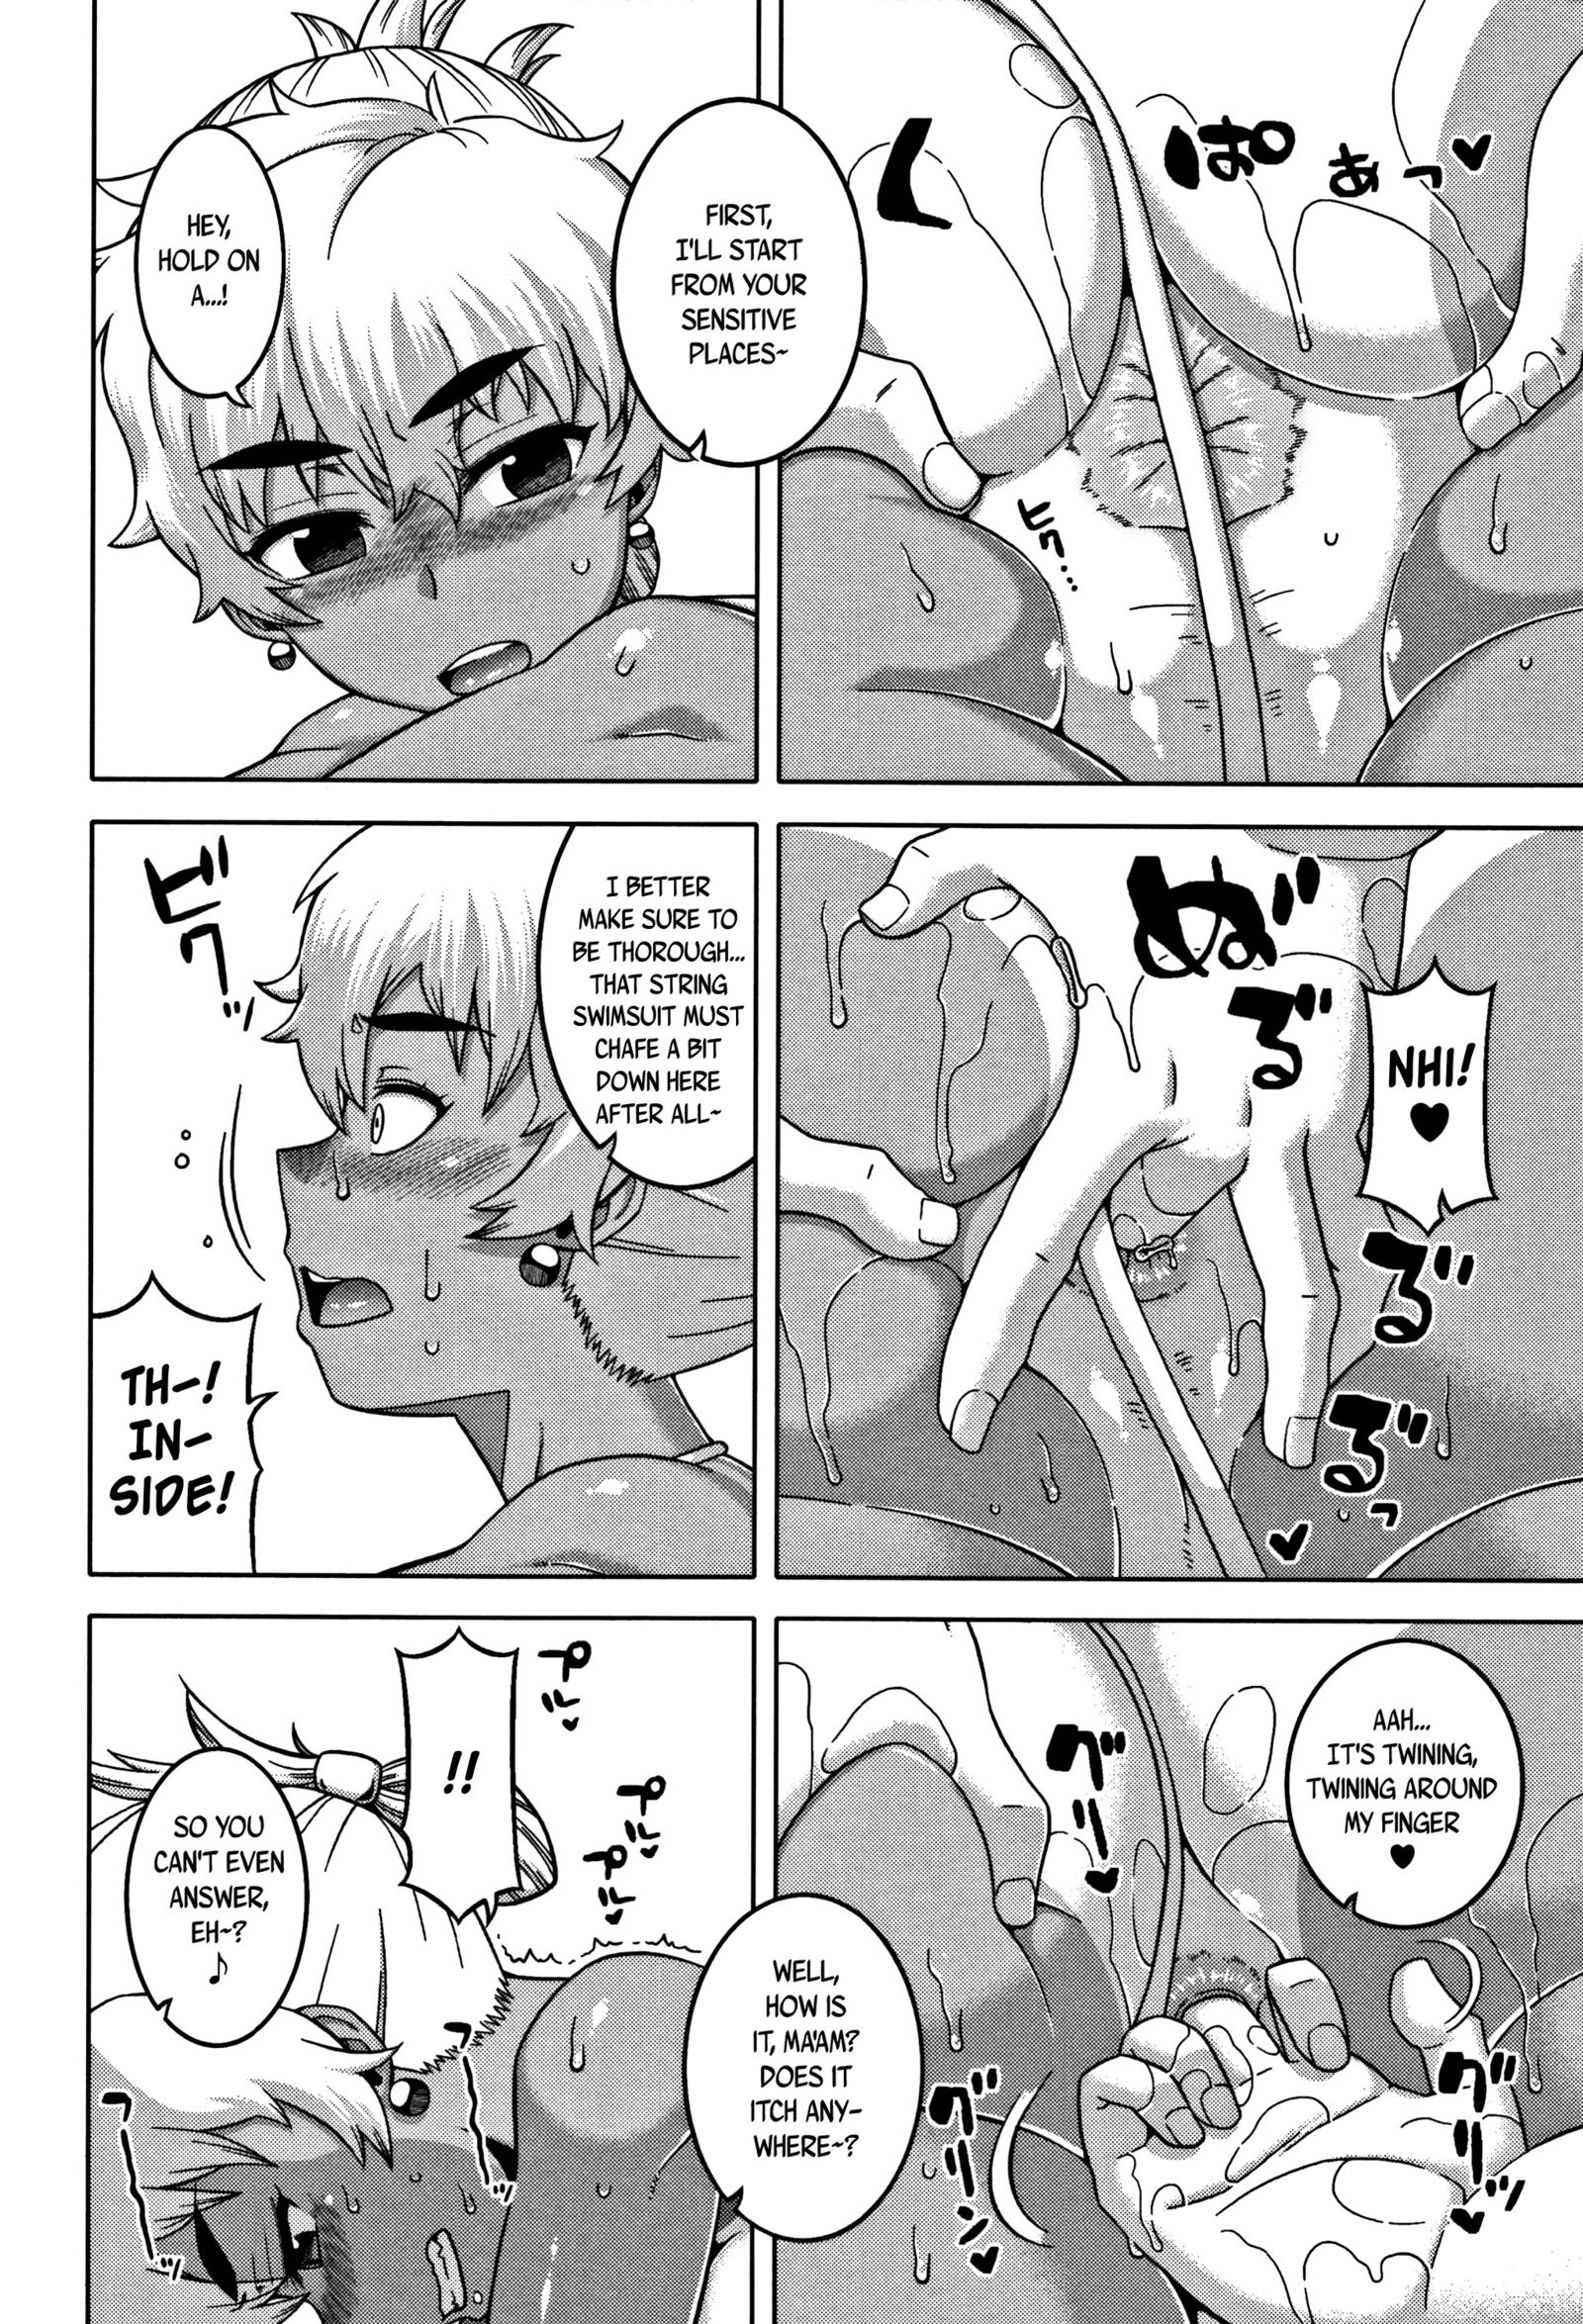 く
ぱ
ぁっ♥
ヒク…
FIRST,
I'LL START
FROM YOUR
SENSITIVE
PLACES~
HEY,
HOLD ON
A...!
ぬ゛
る゛
る゛
る゛っ♥
NHI!
♥
I BETTER
MAKE SURE TO
BE THOROUGH...
THAT STRING
SWIMSUIT MUST
CHAFE A BIT
DOWN HERE
AFTER ALL~
ビクッ
TH-!
IN-
SIDE!
AAH...
IT'S TWINING,
TWINING AROUND
MY FINGER
♥
グリ♥
グリ♥
グリン♥
WELL,
HOW IS
IT, MA'AM?
DOES IT
ITCH ANY-
WHERE~?
!!
プル♥
プル♥
プル♥
SO YOU
CAN'T EVEN
ANSWER,
EH~?
♪